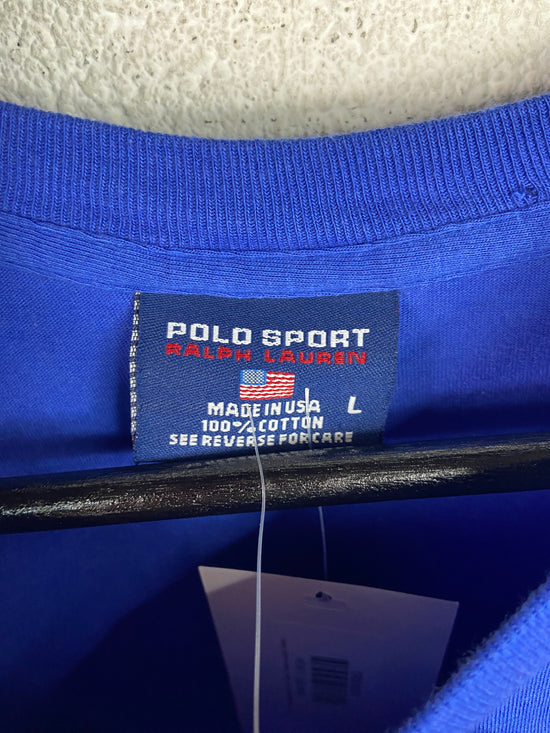 POLO SPORT
RALPH LAUREN
MADE IN USA L
100% COTTON
SEE REVERSE FOR CARE